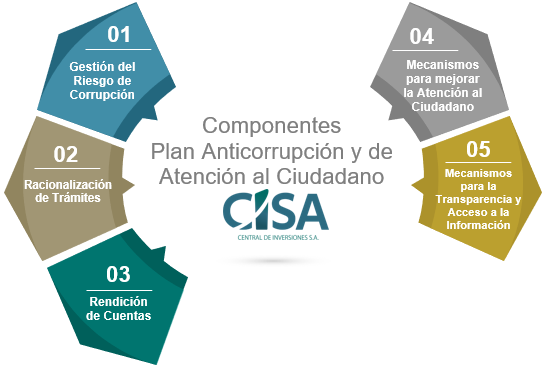 01
Gestión del
Riesgo de
Corrupción
02
Racionalización
de Trámites
03
Rendición
de Cuentas
Componentes
Plan Anticorrupción y de
Atención al Ciudadano
CISA
CENTRAL DE INVERSIONES S.A.
04
Mecanismos
para mejorar
la Atención al
Ciudadano
05
Mecanismos
para la
Transparencia y
Acceso a la
Información